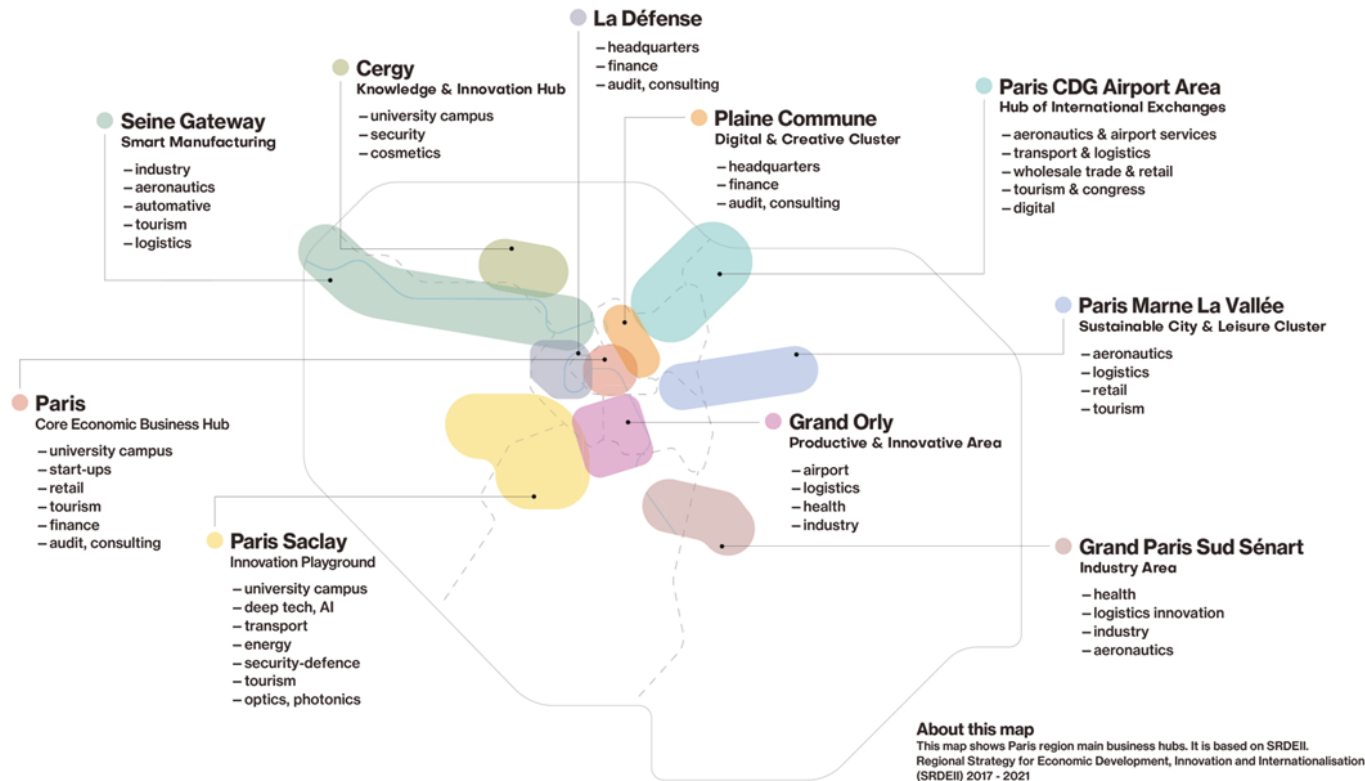 La Défense
– headquarters
– finance
– audit, consulting
Cergy
Knowledge & Innovation Hub
– university campus
– security
– cosmetics
Paris CDG Airport Area
Hub of International Exchanges
– aeronautics & airport services
– transport & logistics
– wholesale trade & retail
– tourism & congress
– digital
Seine Gateway
Smart Manufacturing
– industry
– aeronautics
– automative
– tourism
– logistics
Plaine Commune
Digital & Creative Cluster
– headquarters
– finance
– audit, consulting
Paris Marne La Vallée
Sustainable City & Leisure Cluster
– aeronautics
– logistics
– retail
– tourism
Paris
Core Economic Business Hub
– university campus
– start-ups
– retail
– tourism
– finance
– audit, consulting
Grand Orly
Productive & Innovative Area
– airport
– logistics
– health
– industry
Paris Saclay
Innovation Playground
– university campus
– deep tech, AI
– transport
– energy
– security-defence
– tourism
– optics, photonics
Grand Paris Sud Sénart
Industry Area
– health
– logistics innovation
– industry
– aeronautics
About this map
This map shows Paris region main business hubs. It is based on SRDEII.
Regional Strategy for Economic Development, Innovation and Internationalisation
(SRDEII) 2017 - 2021